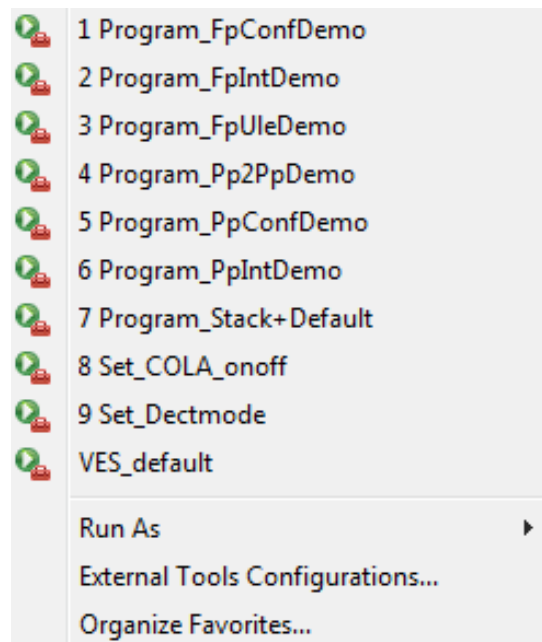 1 Program_FpConfDemo
2 Program_FpIntDemo
3 Program_FpUleDemo
4 Program_Pp2PpDemo
5 Program_PpConfDemo
6 Program_PpIntDemo
7 Program_Stack+Default
8 Set_COLA_onoff
9 Set_Dectmode
VES_default
Run As
External Tools Configurations...
Organize Favorites...